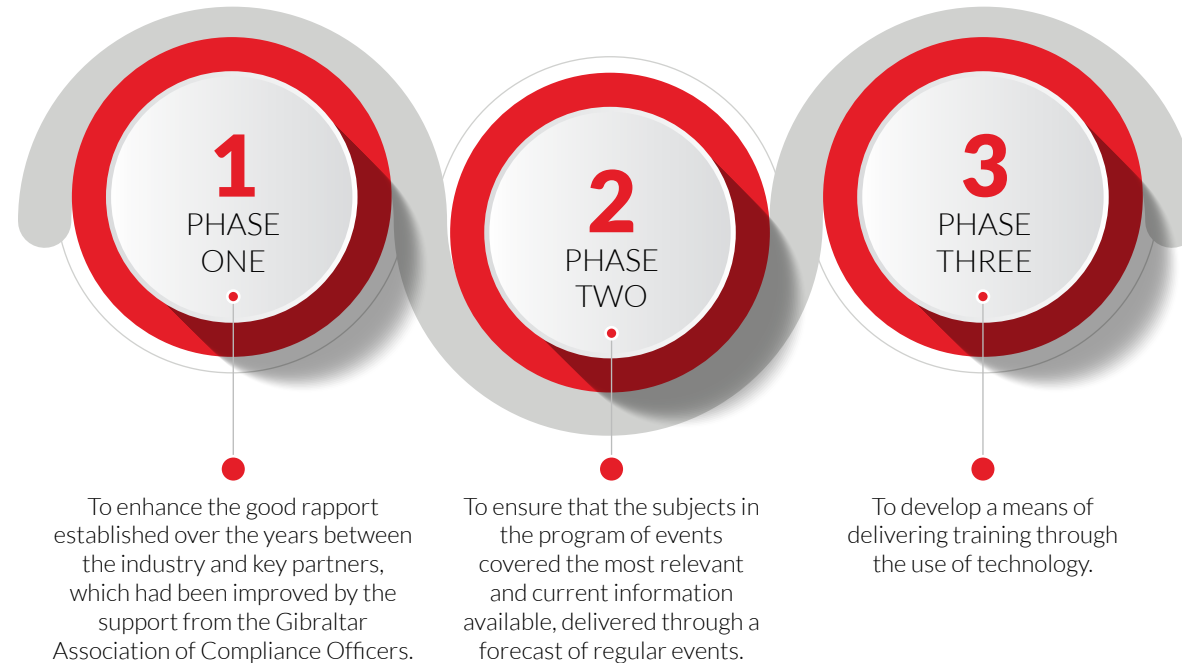 1
PHASE
ONE
To enhance the good rapport
established over the years between
the industry and key partners,
which had been improved by the
support from the Gibraltar
Association of Compliance Officers.
2
PHASE
TWO
To ensure that the subjects in
the program of events
covered the most relevant
and current information
available, delivered through a
forecast of regular events.
3
PHASE
THREE
To develop a means of
delivering training through
the use of technology.